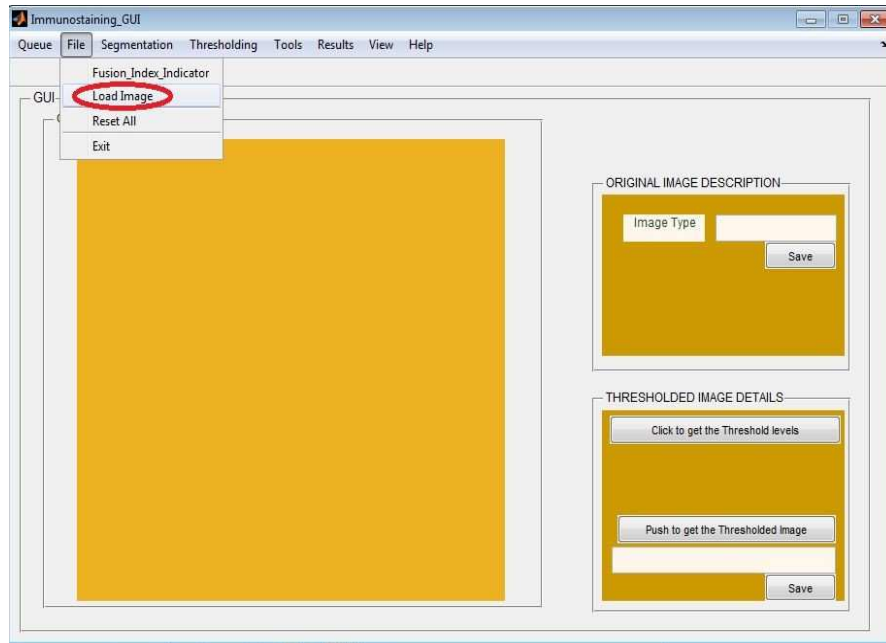 Immunostaining_GUI
Queue File Segmentation Thresholding Tools Results View Help
Fusion_Index_Indicator
Load Image
Reset All
Exit
GUI
ORIGINAL IMAGE DESCRIPTION
Image Type
Save
THRESHOLDED IMAGE DETAILS
Click to get the Threshold levels
Push to get the Thresholded Image
Save